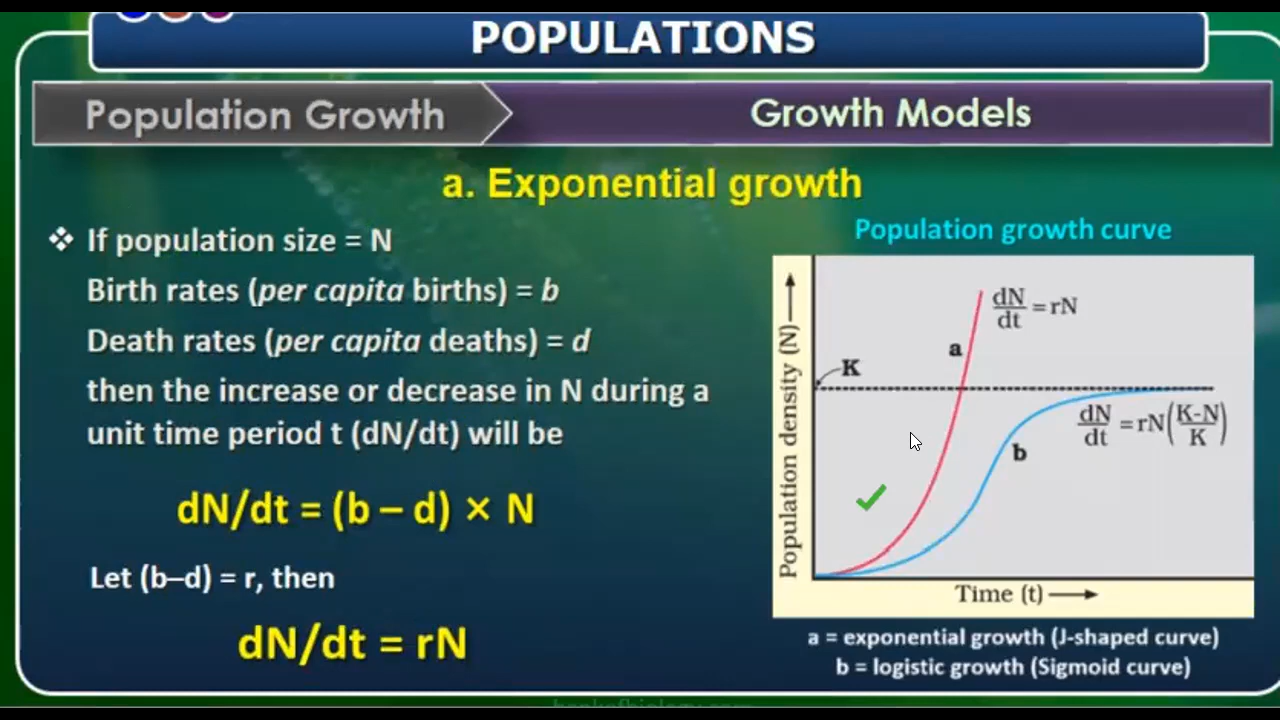 POPULATIONS
Population Growth
Growth Models
a. Exponential growth
❖ If population size = N
Birth rates (per capita births) = b
Death rates (per capita deaths) = d
then the increase or decrease in N during a
unit time period t (dN/dt) will be
dN/dt = (b – d) × N
Let (b–d) = r, then
dN/dt = rN
Population growth curve
Population density (N)
K
a
dN/dt = rN
b
dN/dt = rN(K-N/K)
Time (t)
a = exponential growth (J-shaped curve)
b = logistic growth (Sigmoid curve)